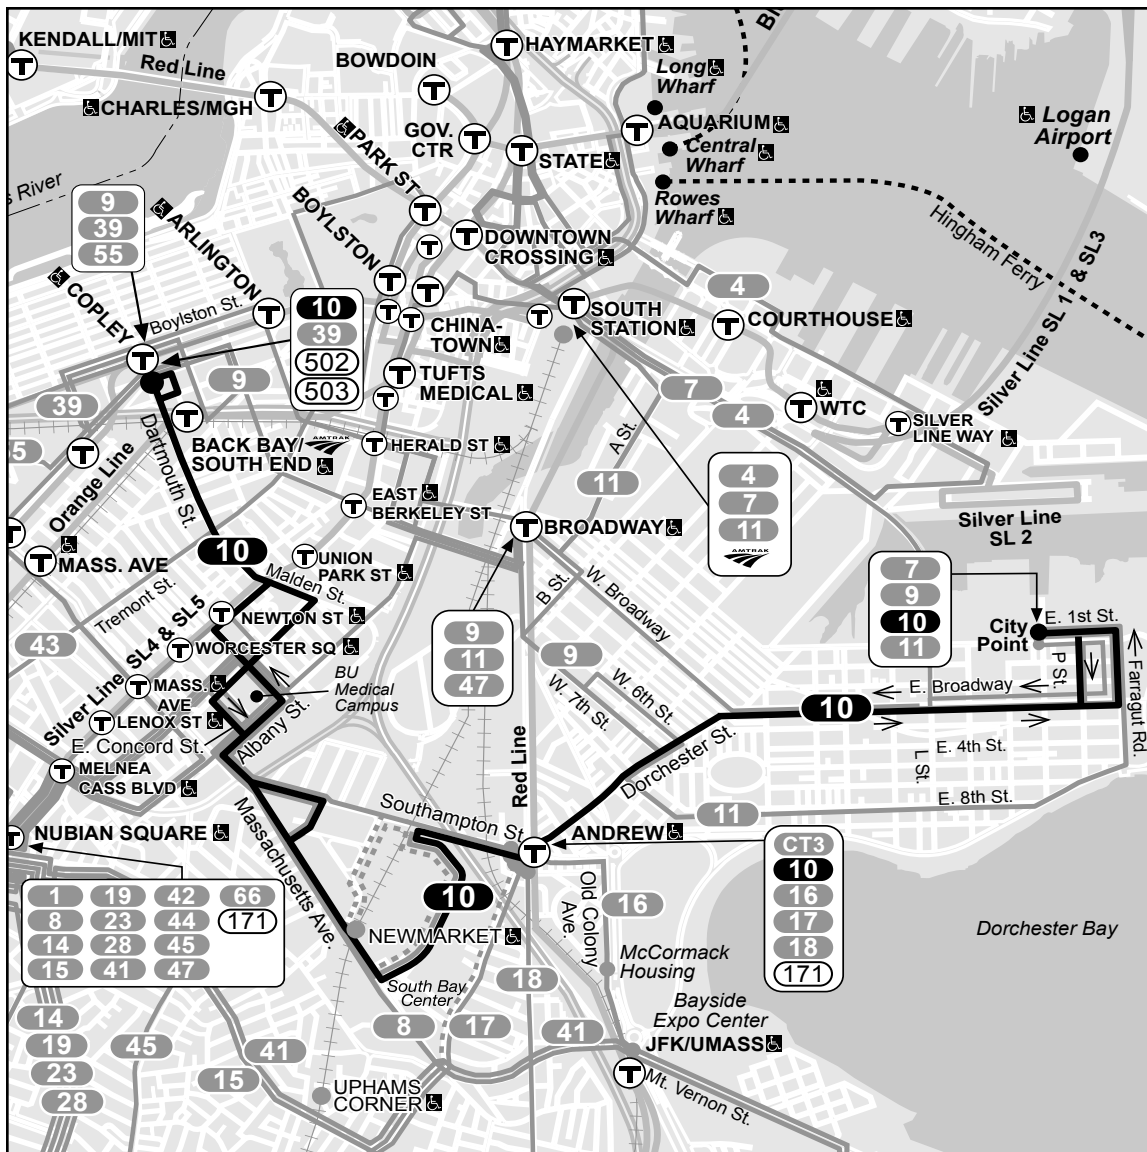 KENDALL/MIT
Red Line
BOWDOIN
HAYMARKET
Long
Wharf
CHARLES/MGH
PARK ST
GOV.
CTR
STATE
AQUARIUM
Central
Wharf
Rowes
Wharf
Logan
Airport
s River
9
39
55
ARLINGTON
BOYLSTON
DOWNTOWN
CROSSING
Hingham Ferry
Silver Line SL 1 & SL3
Bl
COPLEY
Boylston St.
10
39
502
503
CHINA-
TOWN
SOUTH
STATION
4
COURTHOUSE
TUFTS
MEDICAL
9
39
7
4
WTC
SILVER
LINE WAY
5
Orange Line
Dartmouth St.
BACK BAY/
SOUTH END
AMTRAK
HERALD ST
A St.
11
4
7
11
AMTRAK
EAST
BERKELEY ST
BROADWAY
Silver Line
SL 2
MASS. AVE
10
UNION
PARK ST
Malden St.
Tremont St.
NEWTON ST
B St.
W. Broadway
7
9
10
11
E. 1st St.
City
Point
43
Silver Line SL4 & SL5
WORCESTER SQ
9
11
47
9
W. 6th St.
W. 7th St.
P St.
E. Broadway
MASS.
AVE
BU
Medical
Campus
LENOX ST
Albany St.
E. Concord St.
10
Dorchester St.
L St.
E. 4th St.
Farragut Rd.
MELNEA
CASS BLVD
Red Line
E. 8th St.
11
Southampton St.
NUBIAN SQUARE
Massachusetts Ave.
ANDREW
CT3
10
16
17
18
171
1 19 42 66
8 23 44 171
14 28 45
15 41 47
10
Old Colony
Ave.
16
NEWMARKET
McCormack
Housing
Dorchester Bay
South Bay
Center
18
Bayside
Expo Center
JFK/UMASS
14
19
23
28
45
41
15
8
17
41
Mt. Vernon St.
UPHAMS
CORNER